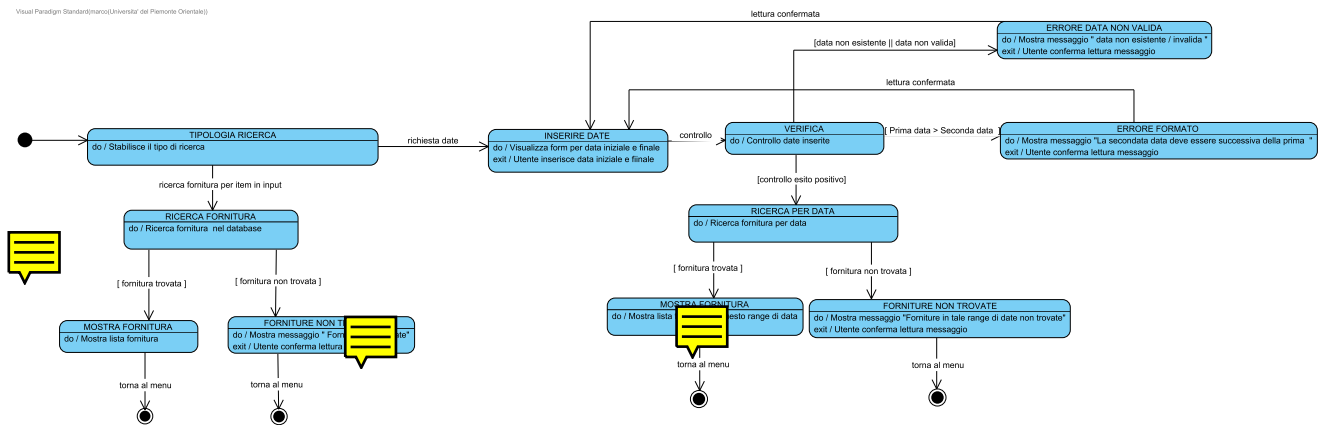 Visual Paradigm Standard(marco(Universita' del Piemonte Orientale))
lettura confermata
ERRORE DATA NON VALIDA
do / Mostra messaggio " data non esistente / invalida "
exit / Utente conferma lettura messaggio
[data non esistente || data non valida]
lettura confermata
TIPOLOGIA RICERCA
do / Stabilisce il tipo di ricerca
richiesta date
INSERIRE DATE
do / Visualizza form per data iniziale e finale
exit / Utente inserisce data iniziale e fiinale
controllo
VERIFICA
do / Controllo date inserite
[ Prima data > Seconda data ]
ERRORE FORMATO
do / Mostra messaggio "La secondata data deve essere successiva della prima "
exit / Utente conferma lettura messaggio
ricerca fornitura per item in input
[controllo esito positivo]
RICERCA FORNITURA
do / Ricerca fornitura nel database
RICERCA PER DATA
do / Ricerca fornitura per data
[ fornitura trovata ]
[ fornitura non trovata ]
[ fornitura trovata ]
[ fornitura non trovata ]
MOSTRA FORNITURA
do / Mostra lista fornitura
FORNITURE NON
do / Mostra messaggio "
exit / Utente conferma lettura
MOSTRA FORNITURA
do / Mostra lista range di data
FORNITURE NON TROVATE
do / Mostra messaggio "Forniture in tale range di date non trovate"
exit / Utente conferma lettura messaggio
torna al menu
torna al menu
torna al menu
torna al menu